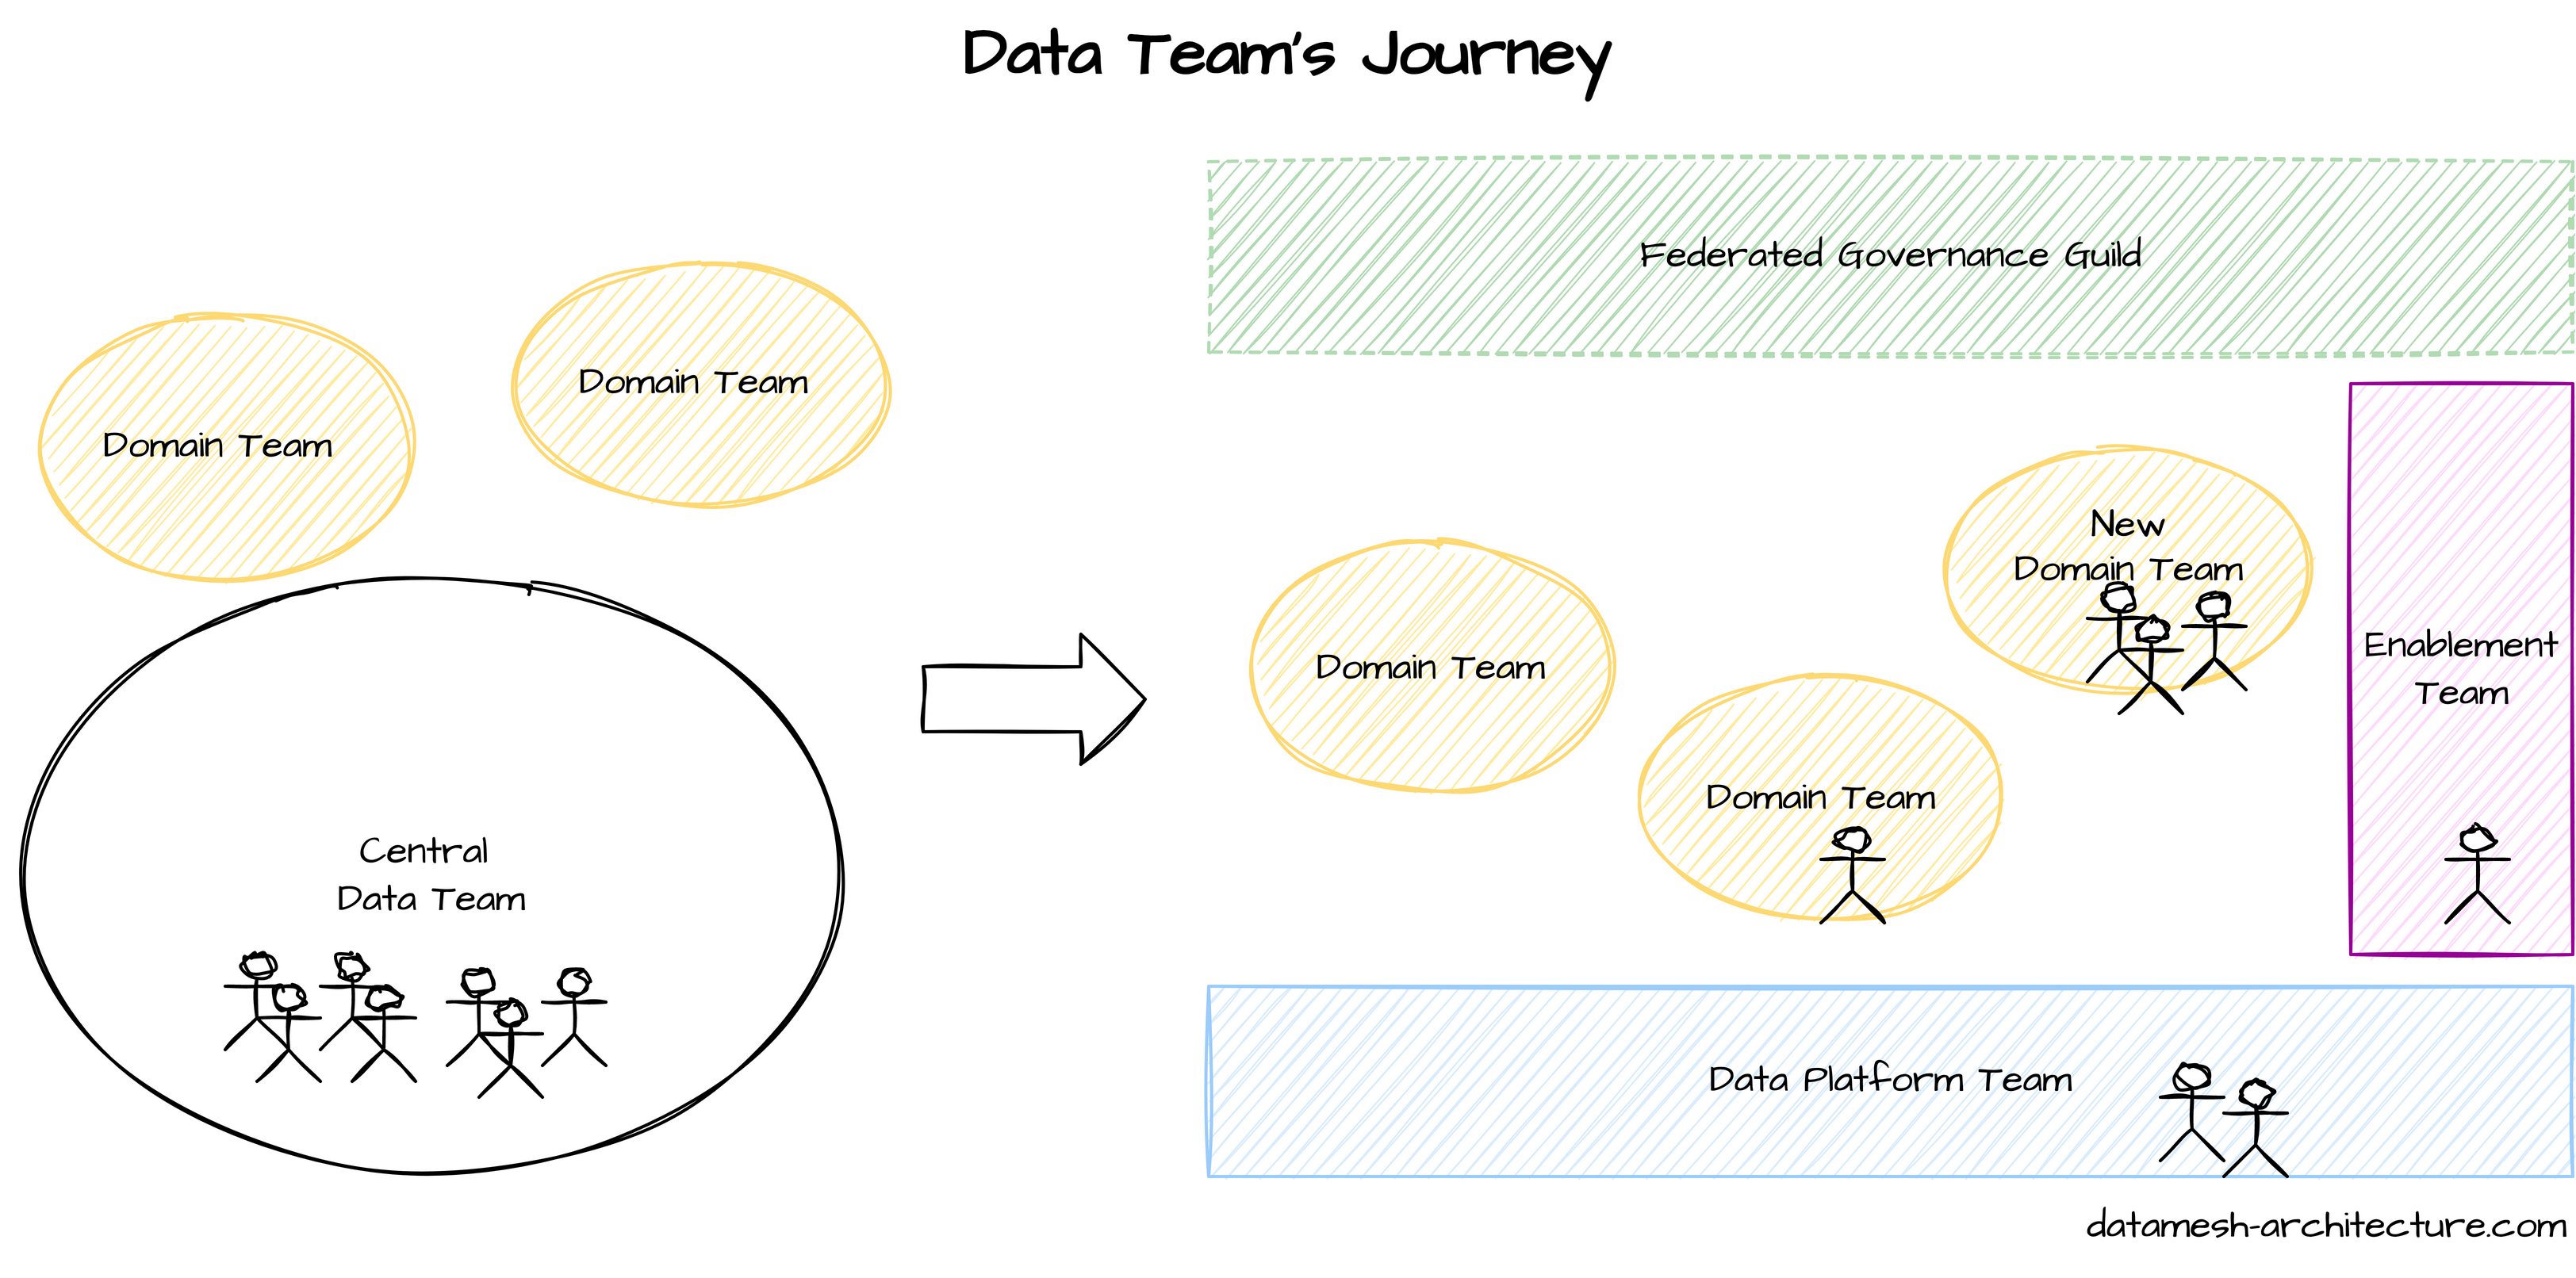 Data Team's Journey
Domain Team
Domain Team
Central
Data Team
Federated Governance Guild
Domain Team
Domain Team
New
Domain Team
Enablement
Team
Data Platform Team
datamesh-architecture.com